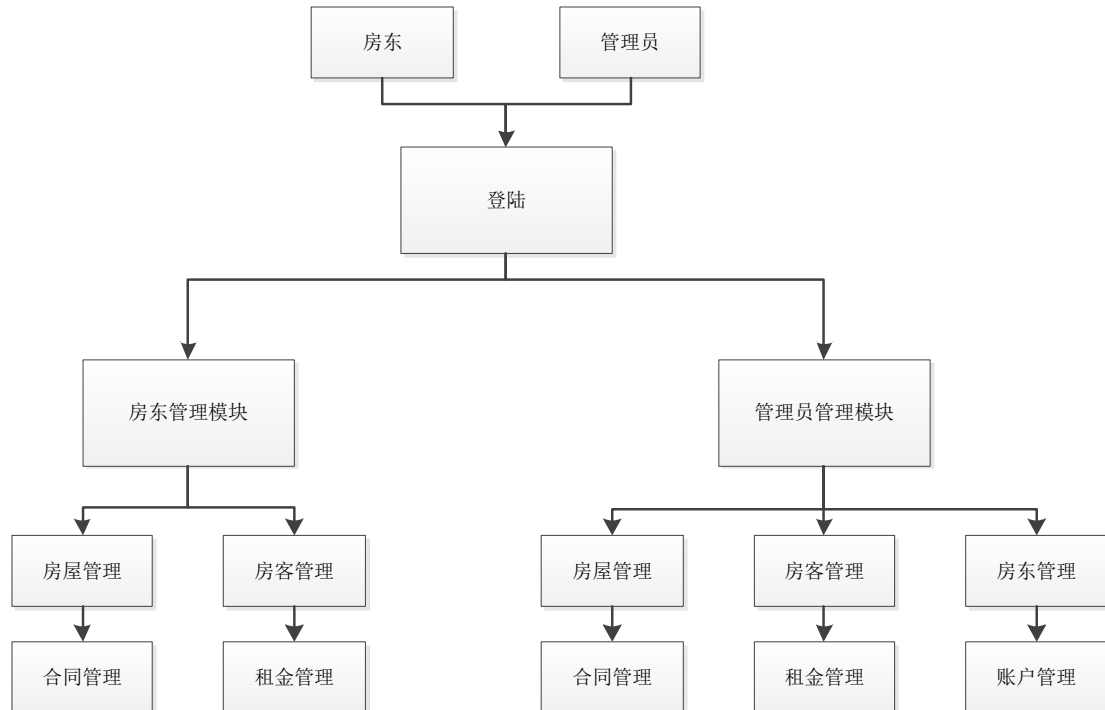 房东
管理员
登陆
房东管理模块
管理员管理模块
房屋管理
房客管理
房屋管理
房客管理
房东管理
合同管理
租金管理
合同管理
租金管理
账户管理